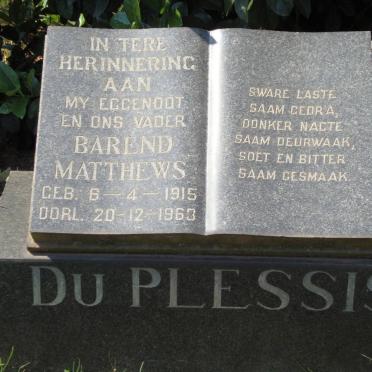 IN TERE
HERINNERING
AAN
MY EGGENOOT
EN ONS VADER
BAREND
MATTHEWS
GEB. 6-4-1915
OORL. 20-12-1963
SWARE LASTE
SAAM GEDRA,
DONKER NAGTE
SAAM DEURWAAK,
SOET EN BITTER
SAAM GESMAAK.
DU PLESSIS